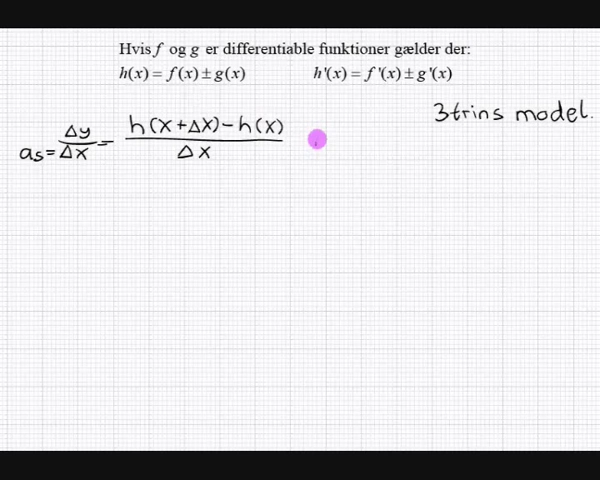 Hvis f og g er differentiable funktioner gælder der:
h(x) = f(x) ± g(x) h'(x) = f'(x) ± g'(x)
3trins model.
as = Δy/Δx = h(x+Δx)-h(x)/Δx